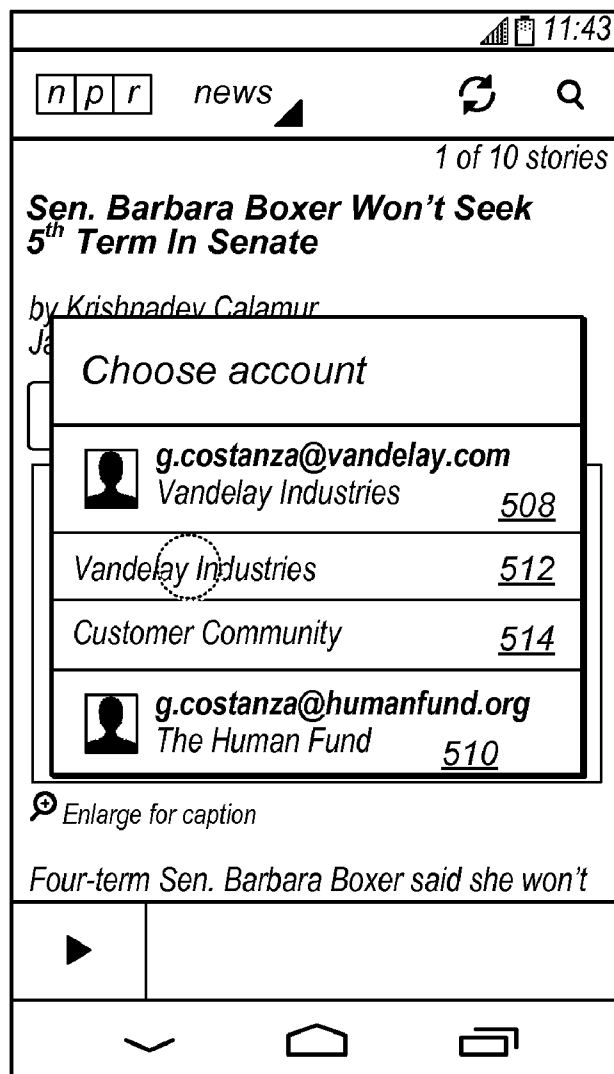 11:43
npr news
1 of 10 stories
Sen. Barbara Boxer Won't Seek
5th Term In Senate
by Krishnadev Calamur
Ja
Choose account
g.costanza@vandelay.com
Vandelay Industries 508
Vandelay Industries 512
Customer Community 514
g.costanza@humanfund.org
The Human Fund 510
Enlarge for caption
Four-term Sen. Barbara Boxer said she won't